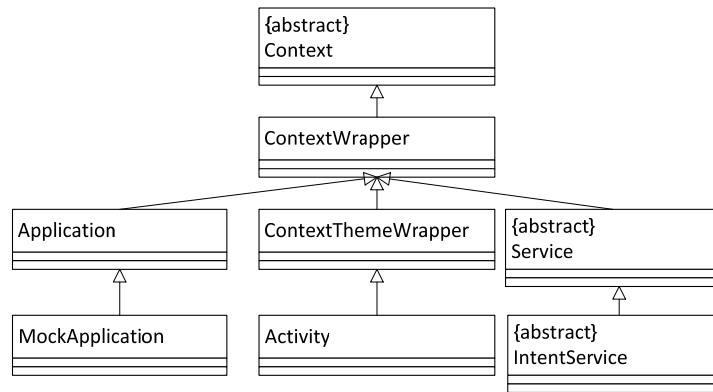 {abstract}
Context
ContextWrapper
Application
ContextThemeWrapper
{abstract}
Service
MockApplication
Activity
{abstract}
IntentService